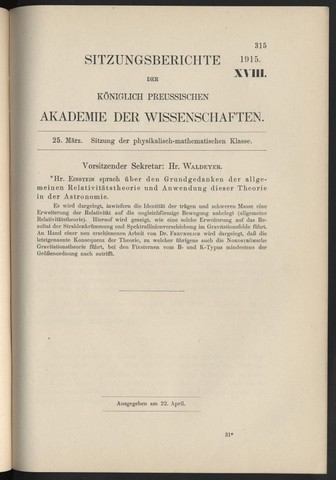 315
SITZUNGSBERICHTE
1915.
XVIII.
DER
KÖNIGLICH PREUSSISCHEN
AKADEMIE DER WISSENSCHAFTEN.
25. März. Sitzung der physikalisch-mathematischen Klasse.
Vorsitzender Sekretar: Hr. Waldeyer.
*Hr. Einstein sprach über den Grundgedanken der allge-
meinen Relativitätstheorie und Anwendung dieser Theorie
in der Astronomie.
Es wird dargelegt, inwiefern die Identität der trägen und schweren Masse eine
Erweiterung der Relativität auf die ungleichförmige Bewegung nahelegt (allgemeine
Relativitätstheorie). Hierauf wird gezeigt, wie eine derartige Erweiterung auf das Re-
sultat der Strahlenkrümmung und Spektrallinienverschiebung im Gravitationsfelde führt.
An Hand einer neu erschienenen Arbeit von Dr. Freundlich wird dargelegt, daß die
letztgenannte Konsequenz der Theorie, zu welcher übrigens auch die Nordströmsche
Gravitationstheorie führt, bei den Fixsternen vom B- und K-Typus mindestens der
Größenordnung nach zutrifft.
Ausgegeben am 22. April.
31*